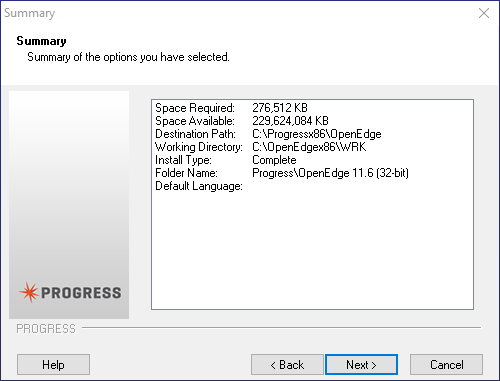 Summary
Summary
Summary of the options you have selected.
Space Required: 276,512 KB
Space Available: 229,624,084 KB
Destination Path: C:\Progressx86\OpenEdge
Working Directory: C:\OpenEdgex86\WRK
Install Type: Complete
Folder Name: Progress\OpenEdge 11.6 (32-bit)
Default Language:
PROGRESS
PROGRESS
Help < Back Next > Cancel